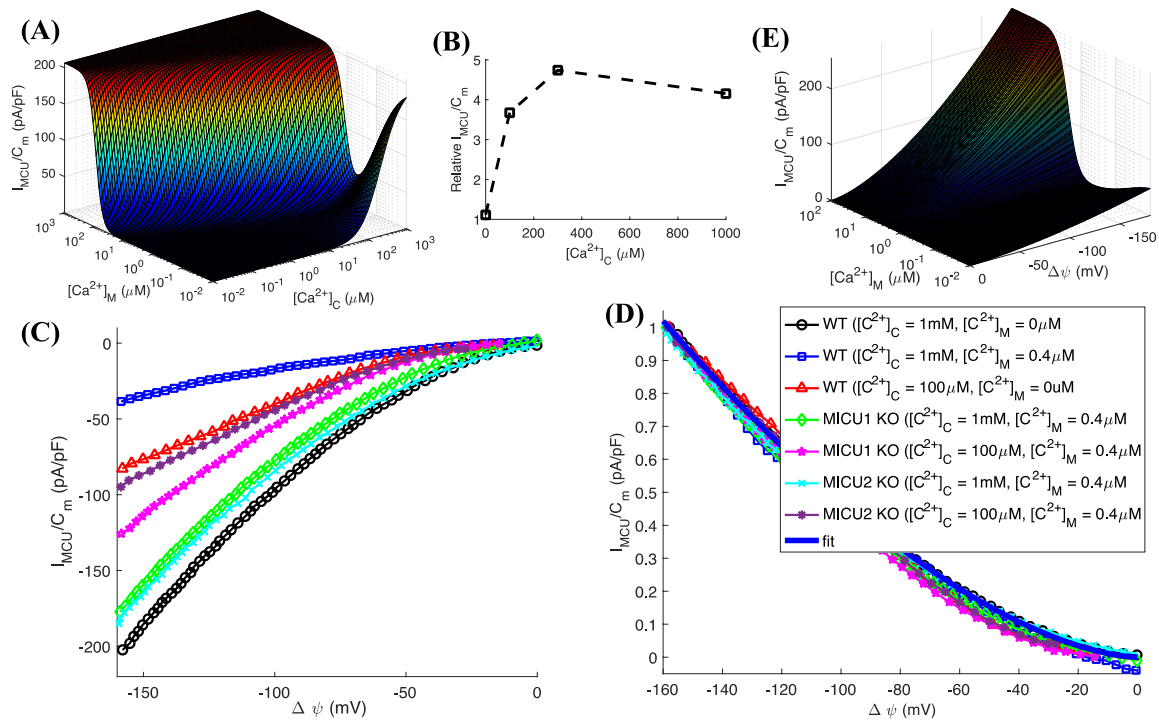 (A)
I_MCU/C_m (pA/pF)
200
150
100
50
10^3
10^2
10^1
10^0
10^-1
10^-2
[Ca^2+]_M (μM)
10^-2
10^-1
10^0
10^1
10^2
10^3
[Ca^2+]_C (μM)
(B)
Relative I_MCU/C_m
5
4
3
2
1
0
200
400
600
800
1000
[Ca^2+]_C (μM)
(E)
I_MCU/C_m (pA/pF)
200
100
0
10^2
10^1
10^0
10^-1
10^-2
[Ca^2+]_M (μM)
0
-50
-100
-150
Δψ (mV)
(C)
I_MCU/C_m (pA/pF)
0
-50
-100
-150
-200
-150
-100
-50
0
Δ ψ (mV)
(D)
I_MCU/C_m (pA/pF)
1
0.9
0.8
0.7
0.6
0.5
0.4
0.3
0.2
0.1
0
-160
-140
-120
-100
-80
-60
-40
-20
0
Δ ψ (mV)
WT ([C^2+]_C = 1mM, [C^2+]_M = 0μM
WT ([C^2+]_C = 1mM, [C^2+]_M = 0.4μM
WT ([C^2+]_C = 100μM, [C^2+]_M = 0uM
MICU1 KO ([C^2+]_C = 1mM, [C^2+]_M = 0.4μM
MICU1 KO ([C^2+]_C = 100μM, [C^2+]_M = 0.4μM
MICU2 KO ([C^2+]_C = 1mM, [C^2+]_M = 0.4μM
MICU2 KO ([C^2+]_C = 100μM, [C^2+]_M = 0.4μM
fit